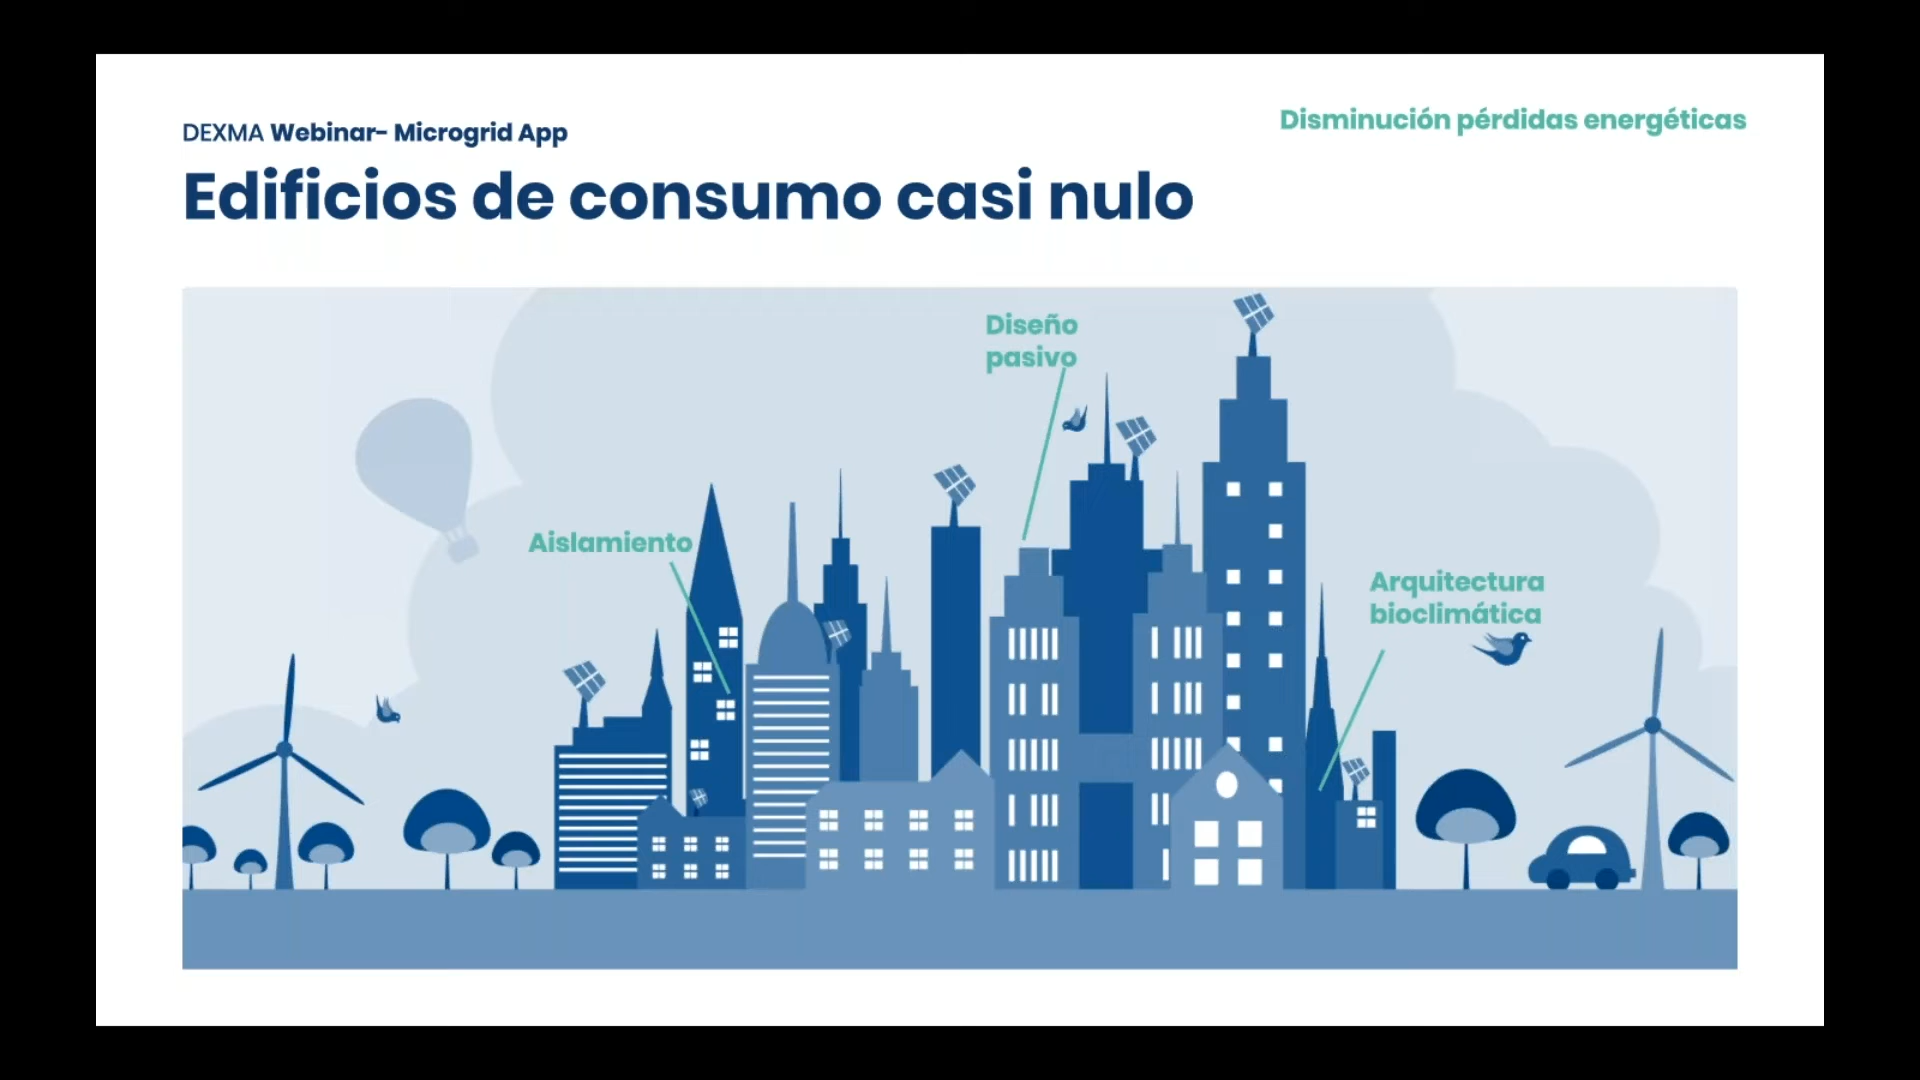 DEXMA Webinar- Microgrid App
Disminución pérdidas energéticas
Edificios de consumo casi nulo
Diseño
pasivo
Aislamiento
Arquitectura
bioclimática